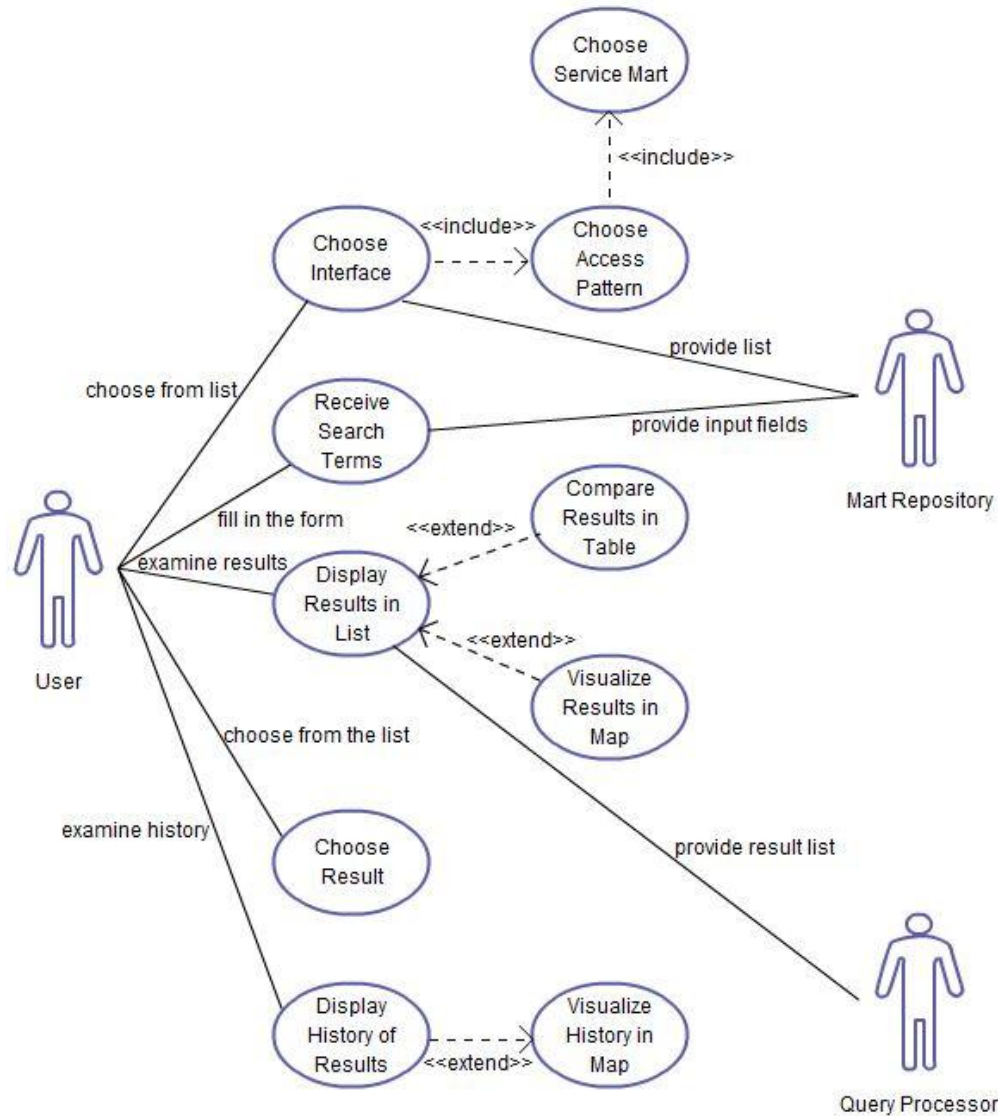 Choose
Service Mart
<<include>>
<<include>>
Choose
Interface
Choose
Access
Pattern
provide list
choose from list
Receive
Search
Terms
provide input fields
Mart Repository
Compare
Results in
Table
<<extend>>
fill in the form
examine results
Display
Results in
List
<<extend>>
User
Visualize
Results in
Map
choose from the list
examine history
Choose
Result
provide result list
Display
History of
Results
<<extend>>
Visualize
History in
Map
Query Processor